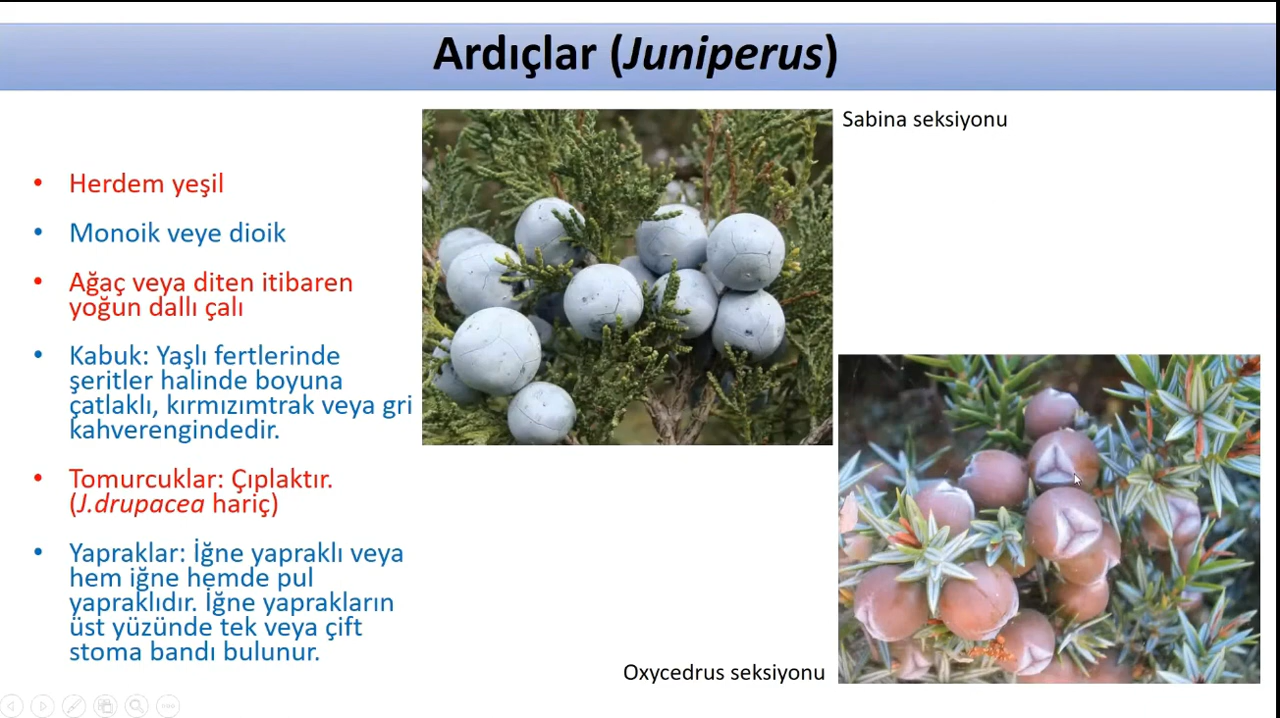 Ardıçlar (Juniperus)
Sabina seksiyonu
• Herdem yeşil
• Monoik veye dioik
• Ağaç veya diten itibaren
yoğun dallı çalı
• Kabuk: Yaşlı fertlerinde
şeritler halinde boyuna
çatlaklı, kırmızımtrak veya gri
kahverengindedir.
• Tomurcuklar: Çıplaktır.
(J.drupacea hariç)
• Yapraklar: İğne yapraklı veya
hem iğne hemde pul
yapraklıdır. İğne yaprakların
üst yüzünde tek veya çift
stoma bandı bulunur.
Oxycedrus seksiyonu